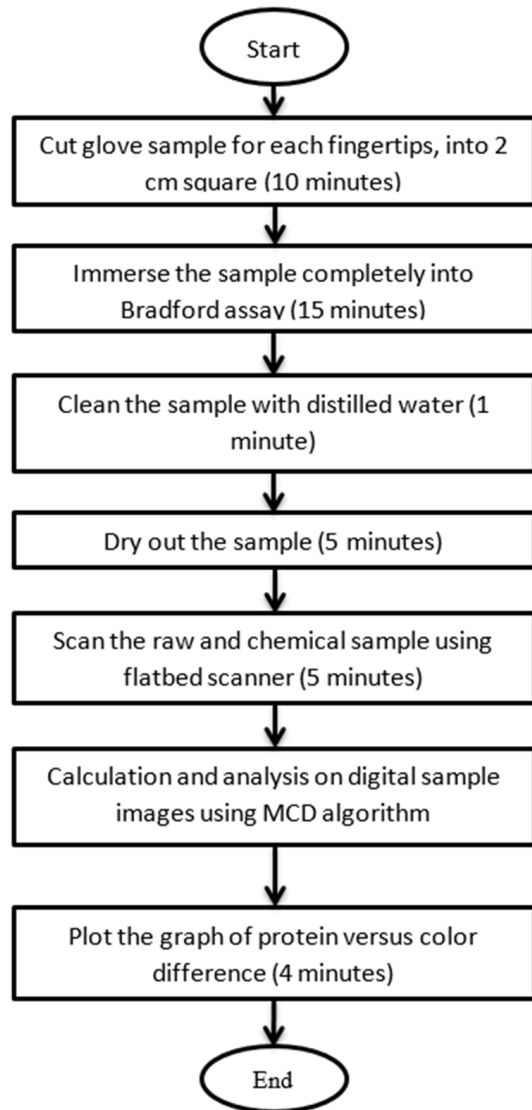 Start
Cut glove sample for each fingertips, into 2
cm square (10 minutes)
Immerse the sample completely into
Bradford assay (15 minutes)
Clean the sample with distilled water (1
minute)
Dry out the sample (5 minutes)
Scan the raw and chemical sample using
flatbed scanner (5 minutes)
Calculation and analysis on digital sample
images using MCD algorithm
Plot the graph of protein versus color
difference (4 minutes)
End